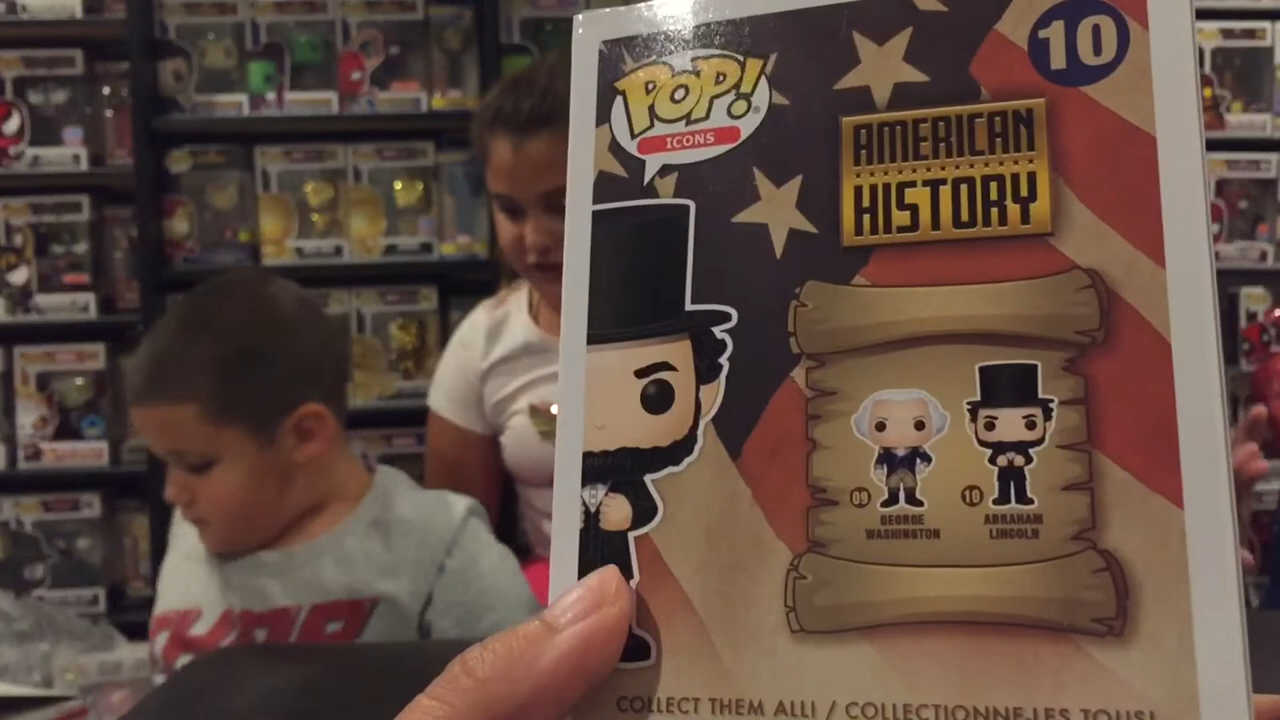 POP!
ICONS
10
AMERICAN
HISTORY
09
GEORGE
WASHINGTON
10
ABRAHAM
LINCOLN
COLLECT THEM ALL! / COLLECTIONNE-LES TOUS!